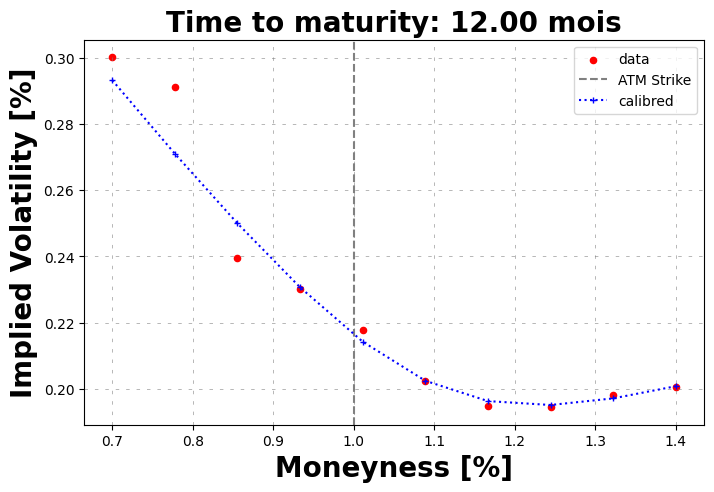 Time to maturity: 12.00 mois
data
ATM Strike
calibred
Implied Volatility [%]
0.30
0.28
0.26
0.24
0.22
0.20
0.7 0.8 0.9 1.0 1.1 1.2 1.3 1.4
Moneyness [%]